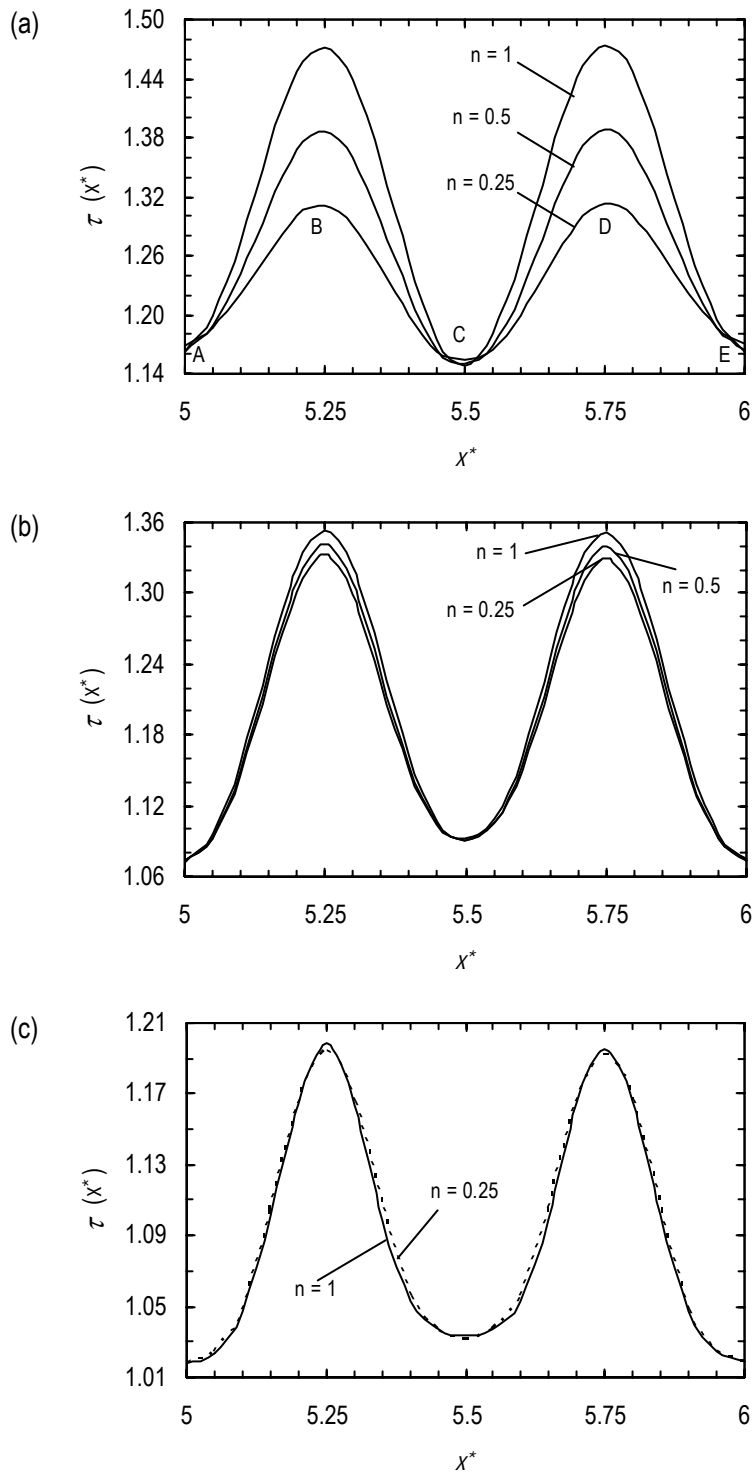 (a)
1.50
1.44
1.38
1.32
1.26
1.20
1.14
τ (x*)
n = 1
n = 0.5
n = 0.25
A
B
C
D
E
5
5.25
5.5
5.75
6
x*
(b)
1.36
1.30
1.24
1.18
1.12
1.06
τ (x*)
n = 1
n = 0.5
n = 0.25
5
5.25
5.5
5.75
6
x*
(c)
1.21
1.17
1.13
1.09
1.05
1.01
τ (x*)
n = 0.25
n = 1
5
5.25
5.5
5.75
6
x*